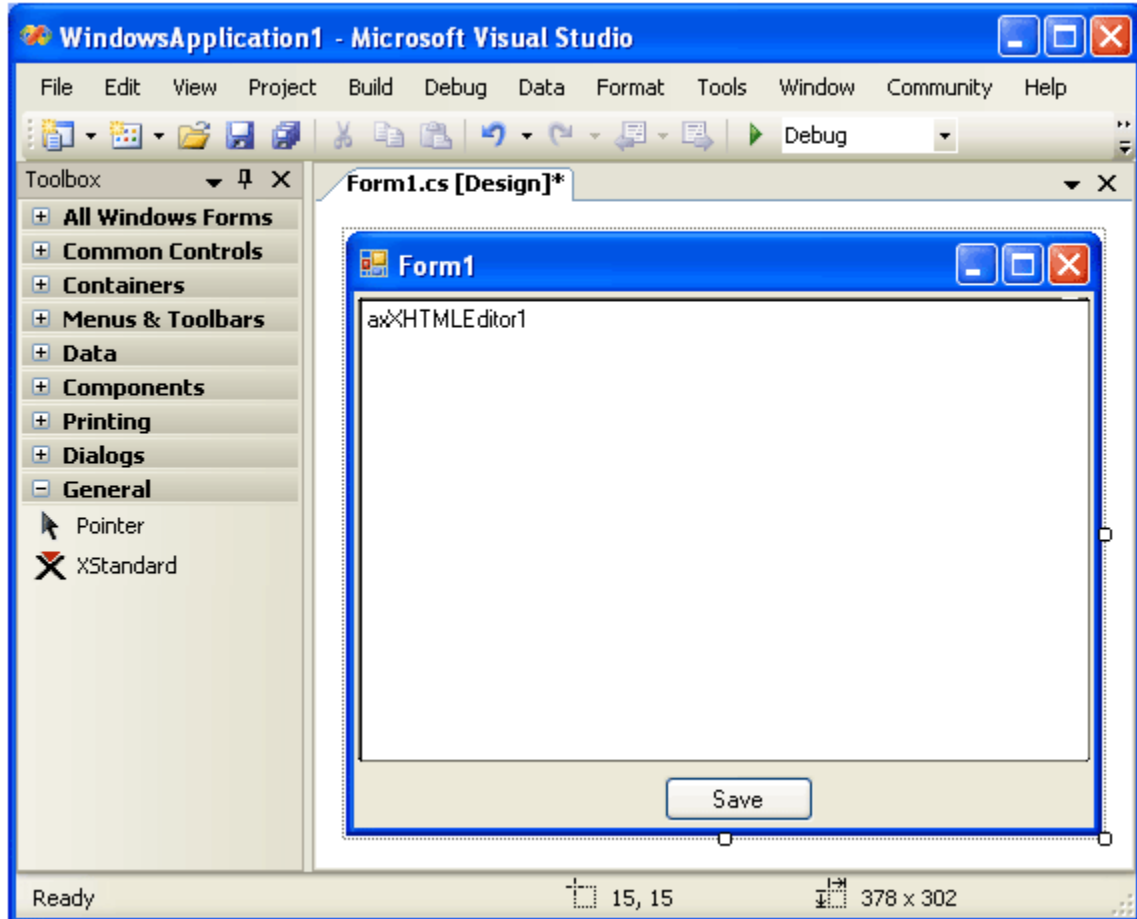 WindowsApplication1 - Microsoft Visual Studio
File Edit View Project Build Debug Data Format Tools Window Community Help
Debug
Toolbox
Form1.cs [Design]*
All Windows Forms
Common Controls
Containers
Menus & Toolbars
Data
Components
Printing
Dialogs
General
Pointer
XStandard
Form1
axXHTMLEditor1
Save
Ready 15, 15 378 x 302